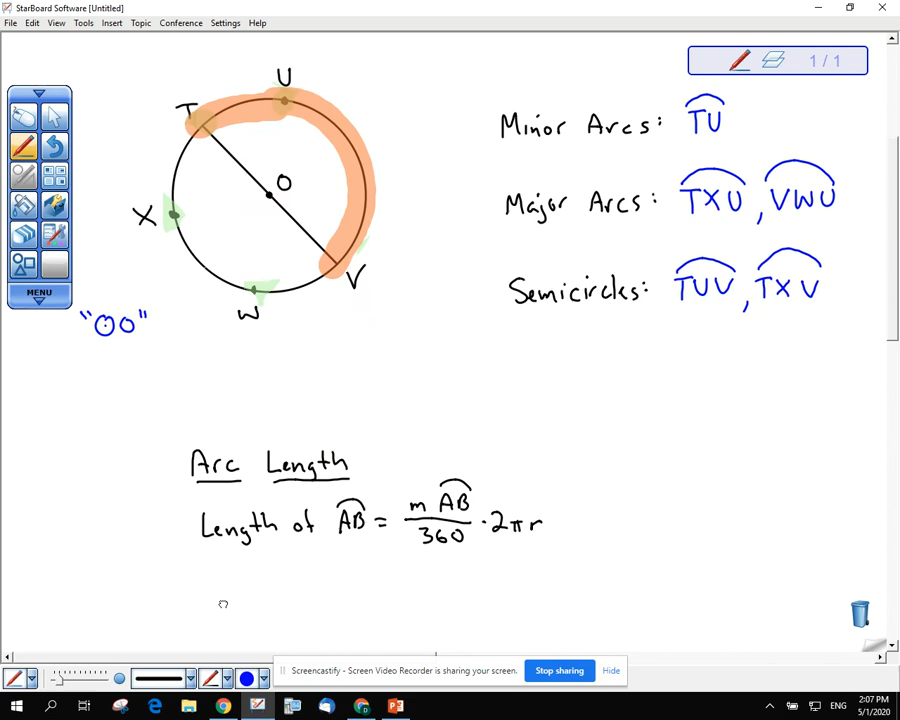 StarBoard Software [Untitled]
File Edit View Tools Insert Topic Conference Settings Help
1 / 1
U
T
O
X
V
W
"⊙O"
MENU
Minor Arcs: TU
Major Arcs: TXU, VWU
Semicircles: TUV, TXV
Arc Length
Length of AB = m AB / 360 · 2πr
Screencastify - Screen Video Recorder is sharing your screen. Stop sharing Hide
ENG 2:07 PM
5/1/2020